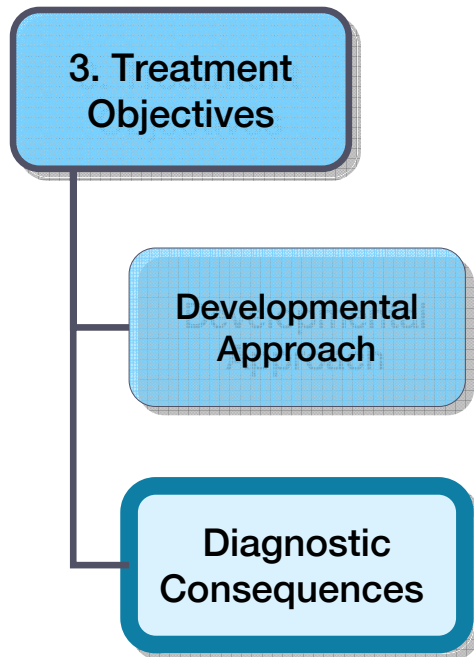 3. Treatment
Objectives
Developmental
Approach
Diagnostic
Consequences